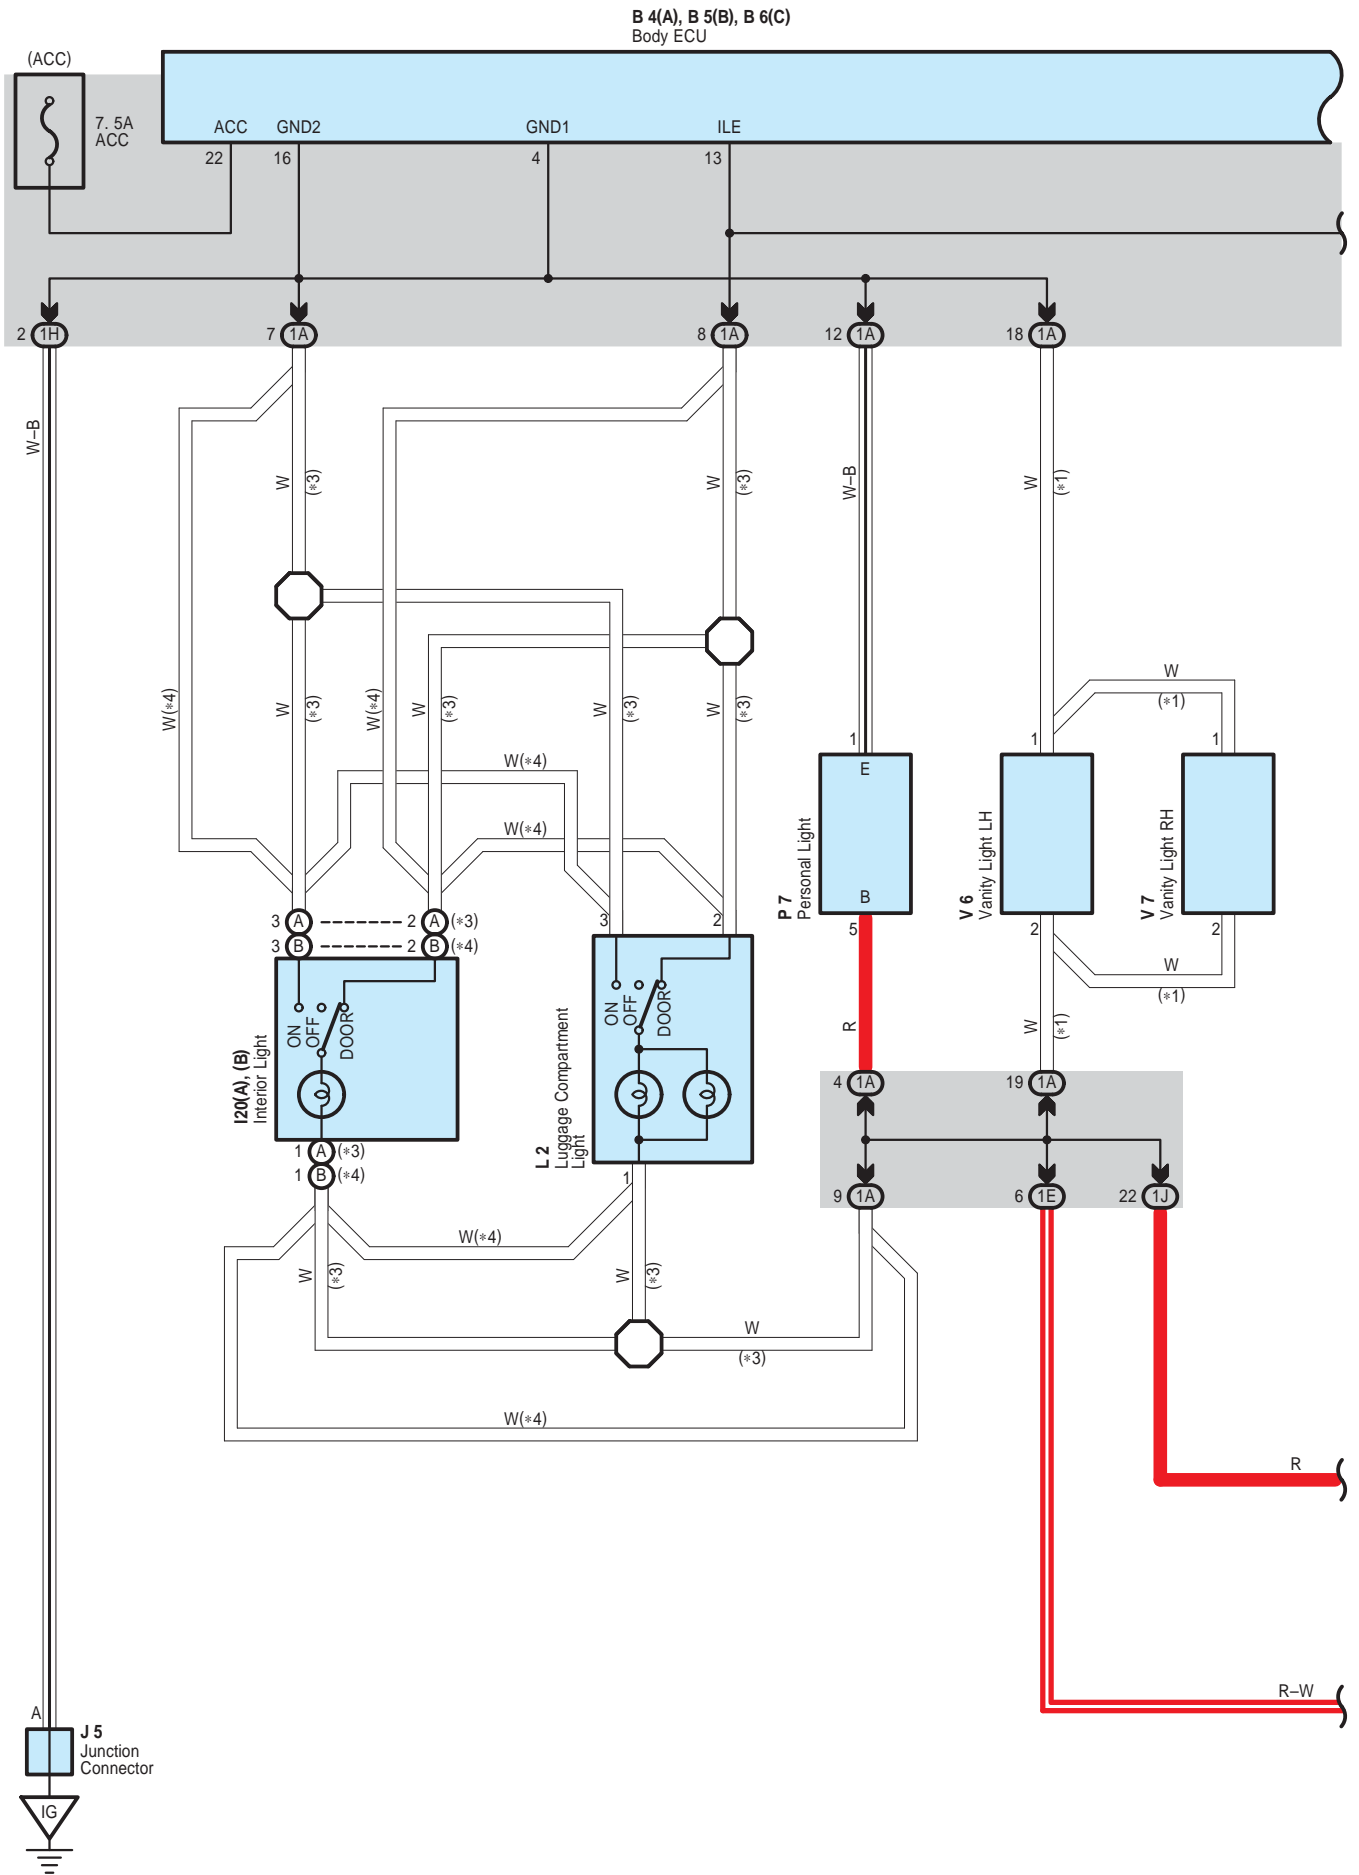 B 4(A), B 5(B), B 6(C)
Body ECU
(ACC)
7. 5A
ACC
ACC
GND2
GND1
ILE
22
16
4
13
2
1H
7
1A
8
1A
12
1A
18
1A
W–B
W
(∗3)
W
(∗3)
W–B
W
(∗1)
W(∗4)
W
(∗3)
W(∗4)
W
(∗3)
W
(∗3)
W
(∗3)
W
(∗1)
W(∗4)
W(∗4)
1
1
1
E
B
P 7
Personal Light
V 6
Vanity Light LH
V 7
Vanity Light RH
3
A
2
A
(∗3)
3
B
2
B
(∗4)
3
2
5
2
2
ON
OFF
DOOR
I20(A), (B)
Interior Light
ON
OFF
DOOR
L 2
Luggage Compartment
Light
W
(∗1)
R
W
(∗1)
4
1A
19
1A
1
A
(∗3)
1
B
(∗4)
1
9
1A
6
1E
22
1J
W(∗4)
W
(∗3)
W
(∗3)
W
(∗3)
W(∗4)
R
R–W
A
J 5
Junction
Connector
IG